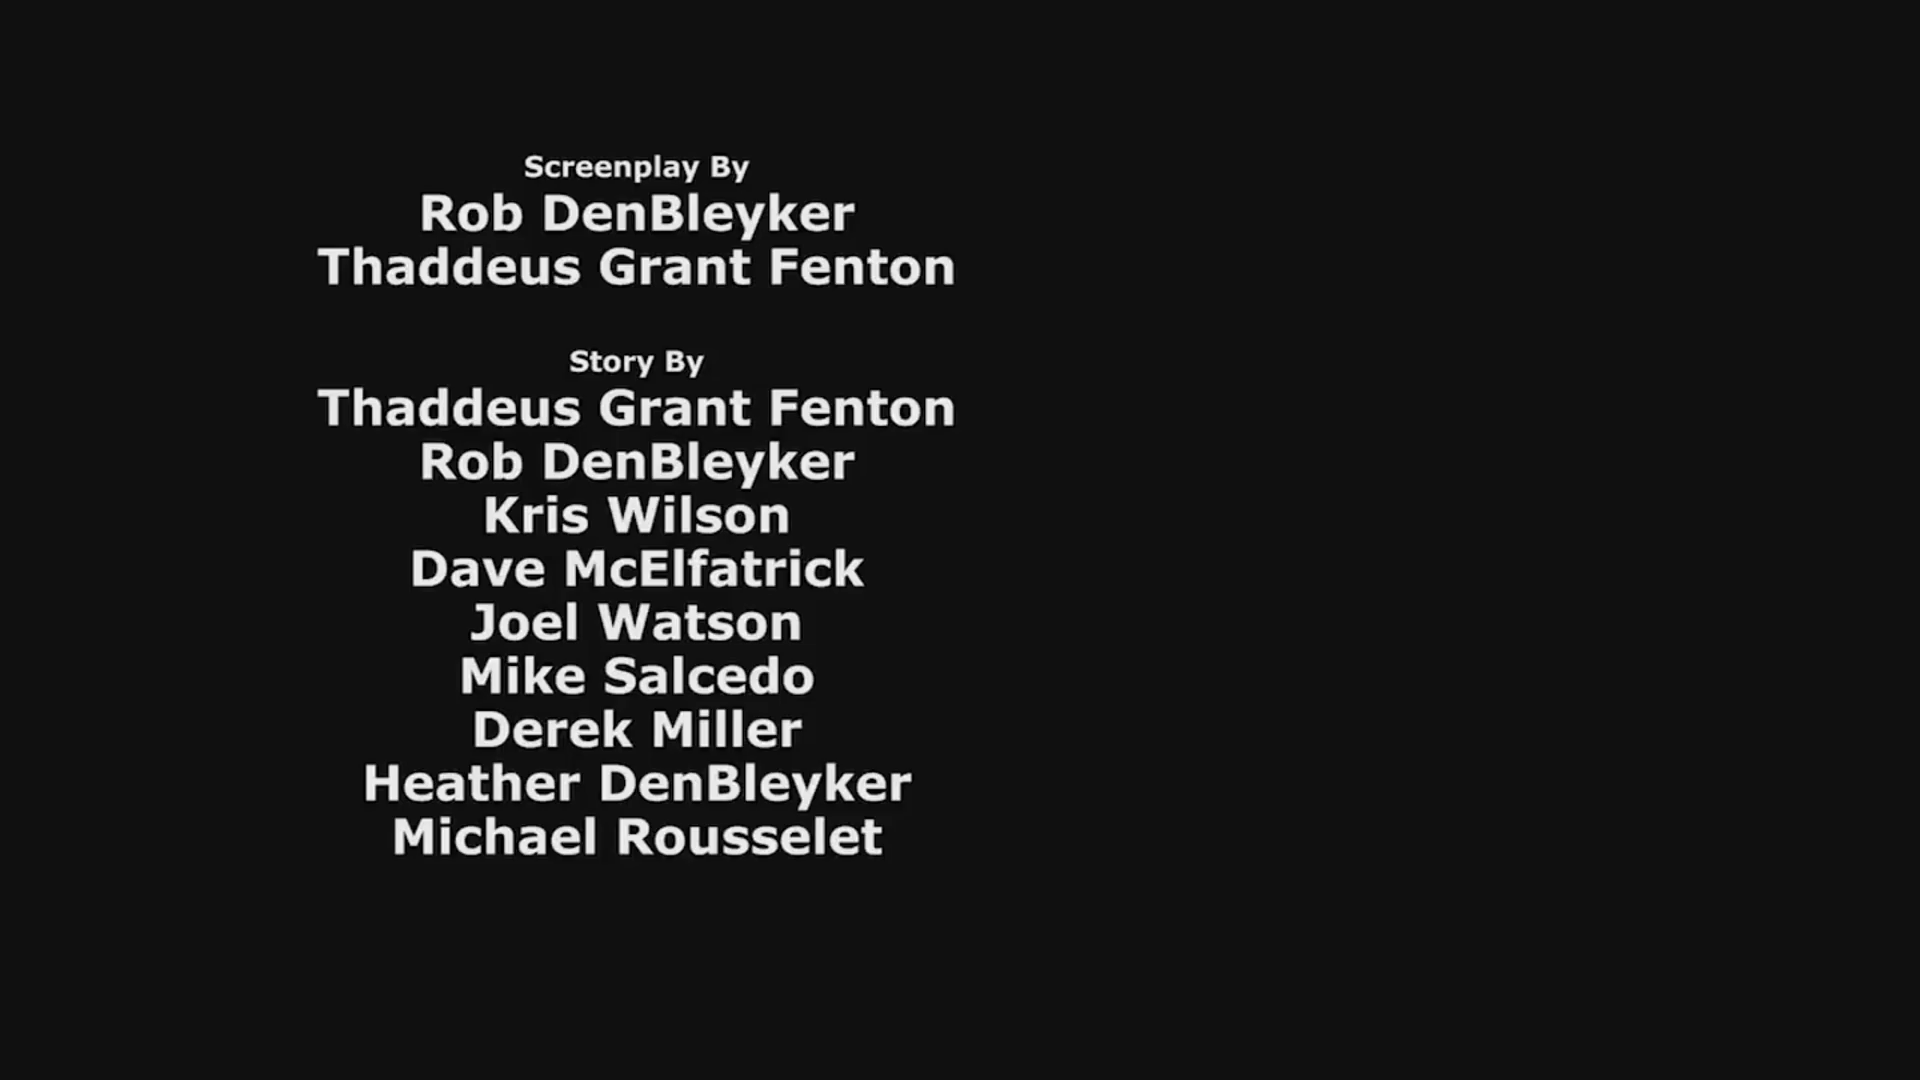 Screenplay By
Rob DenBleyker
Thaddeus Grant Fenton
Story By
Thaddeus Grant Fenton
Rob DenBleyker
Kris Wilson
Dave McElfatrick
Joel Watson
Mike Salcedo
Derek Miller
Heather DenBleyker
Michael Rousselet